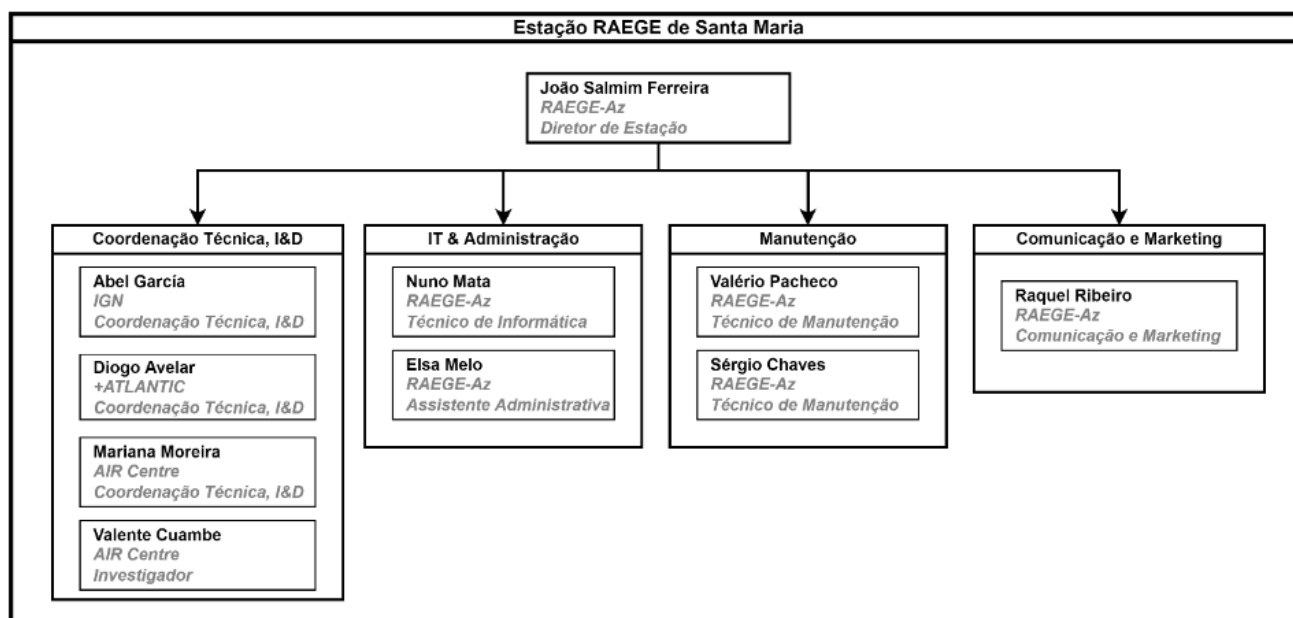 Estação RAEGE de Santa Maria
João Salmim Ferreira
RAEGE-Az
Diretor de Estação
Coordenação Técnica, I&D
Abel García
IGN
Coordenação Técnica, I&D
Diogo Avelar
+ATLANTIC
Coordenação Técnica, I&D
Mariana Moreira
AIR Centre
Coordenação Técnica, I&D
Valente Cuambe
AIR Centre
Investigador
IT & Administração
Nuno Mata
RAEGE-Az
Técnico de Informática
Elsa Melo
RAEGE-Az
Assistente Administrativa
Manutenção
Valério Pacheco
RAEGE-Az
Técnico de Manutenção
Sérgio Chaves
RAEGE-Az
Técnico de Manutenção
Comunicação e Marketing
Raquel Ribeiro
RAEGE-Az
Comunicação e Marketing